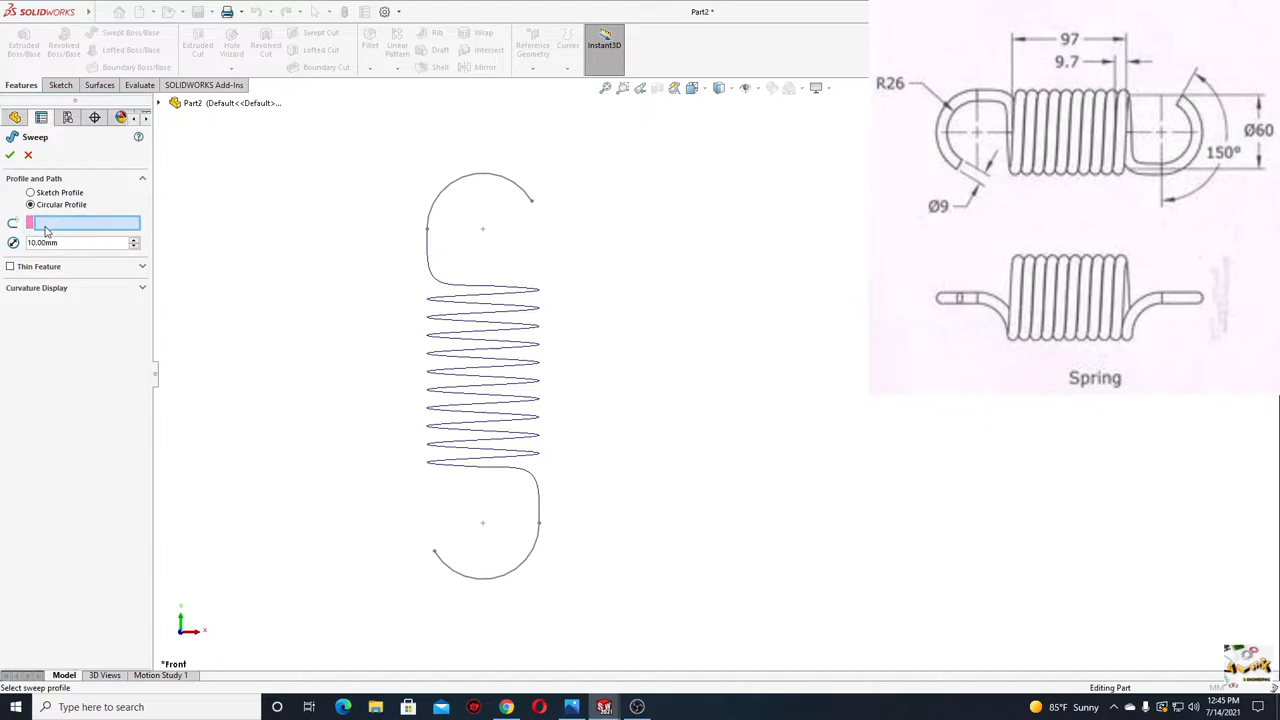 SOLIDWORKS
Part2 *
Extruded Boss/Base
Revolved Boss/Base
Swept Boss/Base
Lofted Boss/Base
Boundary Boss/Base
Extruded Cut
Hole Wizard
Revolved Cut
Swept Cut
Lofted Cut
Boundary Cut
Fillet
Linear Pattern
Rib
Draft
Shell
Wrap
Intersect
Mirror
Reference Geometry
Curves
Instant3D
Features
Sketch
Surfaces
Evaluate
SOLIDWORKS Add-Ins
Part2 (Default<<Default>...
Sweep
Profile and Path
Sketch Profile
Circular Profile
10.00mm
Thin Feature
Curvature Display
97
9.7
R26
Ø60
150°
Ø9
Spring
Y
X
*Front
Model
3D Views
Motion Study 1
Select sweep profile
Editing Part
Type here to search
SW
2021
85°F Sunny
12:45 PM
7/14/2021